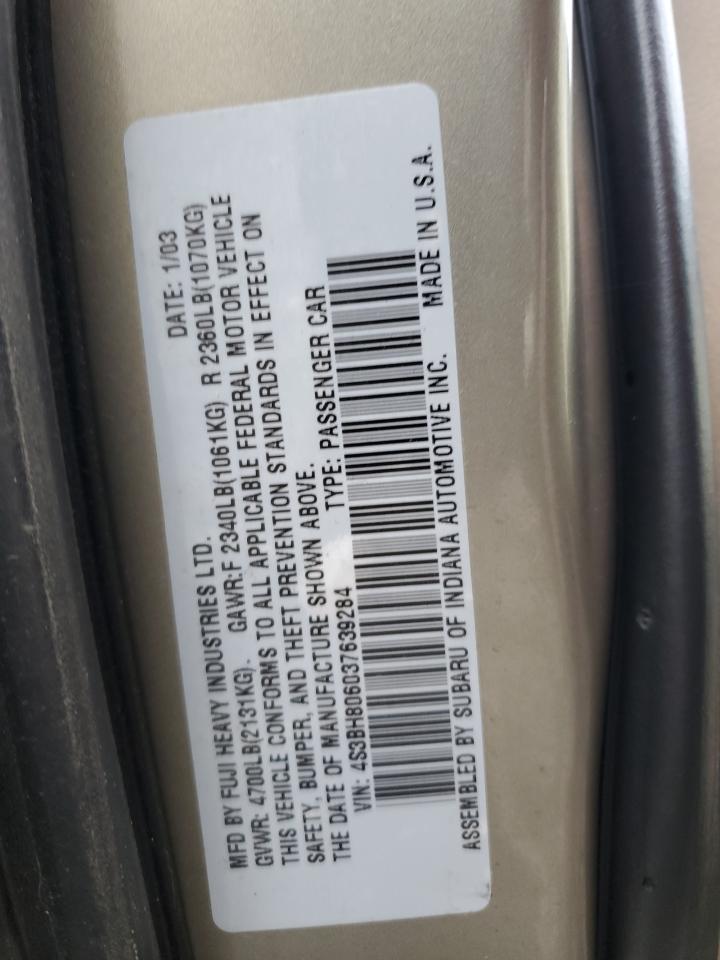 MFD BY FUJI HEAVY INDUSTRIES LTD. DATE: 1/03
GVWR: 4700LB(2131KG). GAWR:F 2340LB(1061KG) R 2360LB(1070KG)
THIS VEHICLE CONFORMS TO ALL APPLICABLE FEDERAL MOTOR VEHICLE
SAFETY, BUMPER, AND THEFT PREVENTION STANDARDS IN EFFECT ON
THE DATE OF MANUFACTURE SHOWN ABOVE.
VIN: 4S3BH806037639284 TYPE: PASSENGER CAR
ASSEMBLED BY SUBARU OF INDIANA AUTOMOTIVE INC. MADE IN U.S.A.